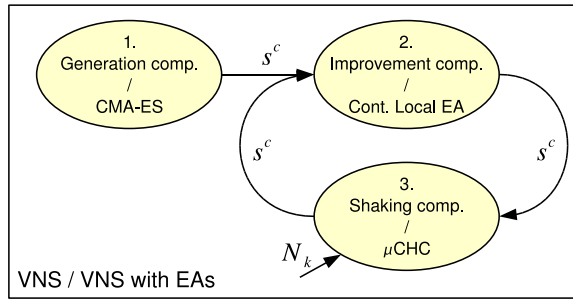 1.
Generation comp.
/
CMA-ES
s^c
2.
Improvement comp.
/
Cont. Local EA
s^c
s^c
3.
Shaking comp.
/
µCHC
N_k
VNS / VNS with EAs